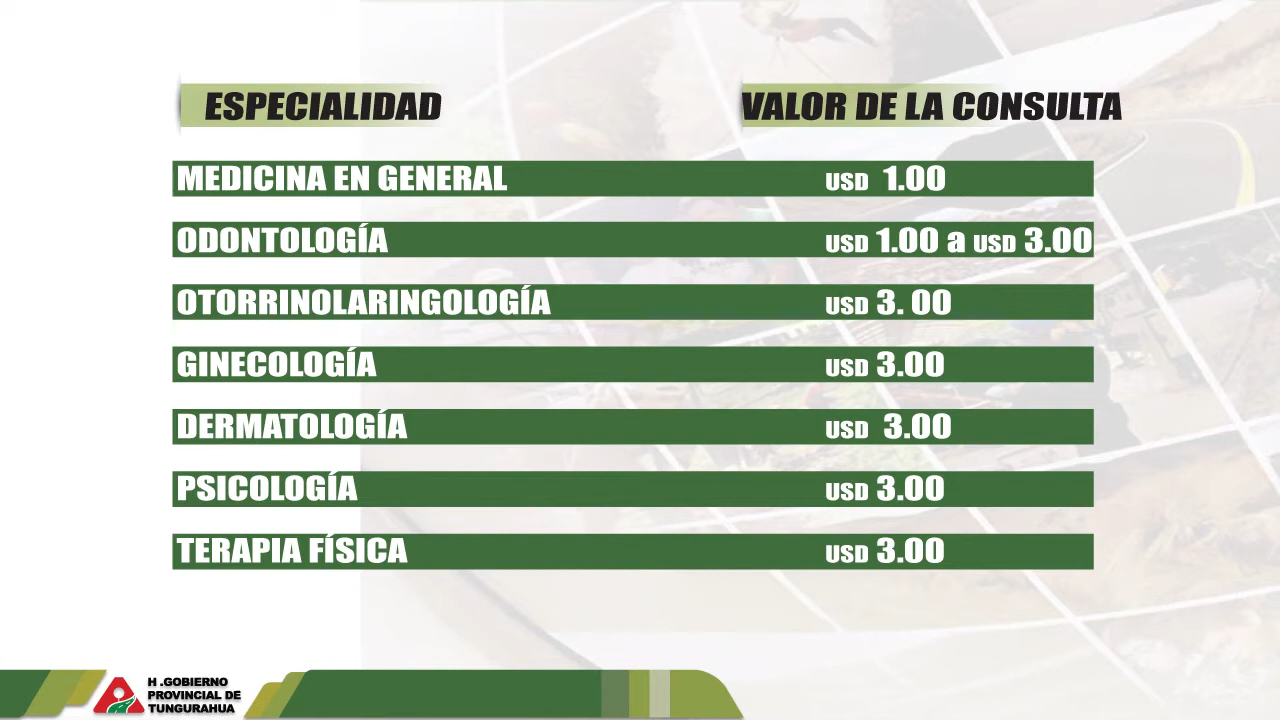 ESPECIALIDAD VALOR DE LA CONSULTA
MEDICINA EN GENERAL USD 1.00
ODONTOLOGÍA USD 1.00 a USD 3.00
OTORRINOLARINGOLOGÍA USD 3. 00
GINECOLOGÍA USD 3.00
DERMATOLOGÍA USD 3.00
PSICOLOGÍA USD 3.00
TERAPIA FÍSICA USD 3.00
H .GOBIERNO
PROVINCIAL DE
TUNGURAHUA